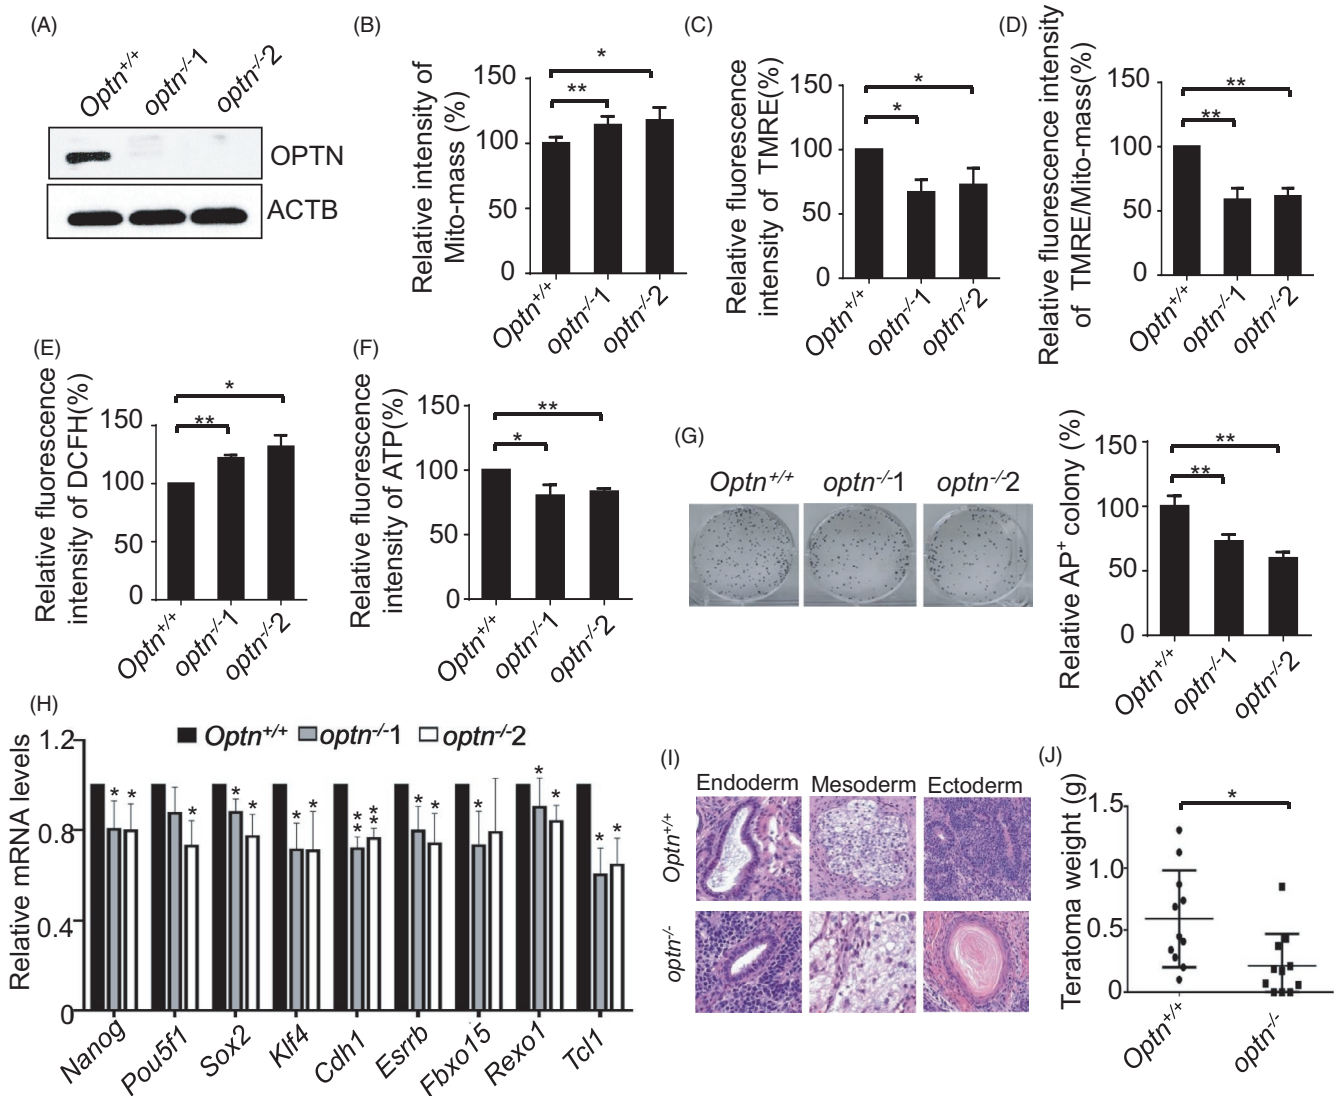 (A)
Optn+/+
optn-/-1
optn-/-2
OPTN
ACTB
(B)
Relative intensity of
Mito-mass (%)
150
100
50
0
*
**
Optn+/+
optn-/-1
optn-/-2
(C)
Relative fluorescence
intensity of TMRE(%)
150
100
50
0
*
*
Optn+/+
optn-/-1
optn-/-2
(D)
Relative fluorescence intensity
of TMRE/Mito-mass(%)
150
100
50
0
**
**
Optn+/+
optn-/-1
optn-/-2
(E)
Relative fluorescence
intensity of DCFH(%)
150
100
50
0
*
**
Optn+/+
optn-/-1
optn-/-2
(F)
Relative fluorescence
intensity of ATP(%)
150
100
50
0
**
*
Optn+/+
optn-/-1
optn-/-2
(G)
Optn+/+ optn-/-1 optn-/-2
Relative AP+ colony (%)
150
100
50
0
**
**
Optn+/+
optn-/-1
optn-/-2
(H)
Optn+/+ optn-/-1 optn-/-2
Relative mRNA levels
1.2
0.8
0.4
0
* * * * * * * ** ** * * * * * * *
Nanog
Pou5f1
Sox2
Klf4
Cdh1
Esrrb
Fbxo15
Rexo1
Tcl1
(I)
Endoderm Mesoderm Ectoderm
Optn+/+
optn-/-
(J)
Teratoma weight (g)
1.5
1.0
0.5
0
*
Optn+/+
optn-/-